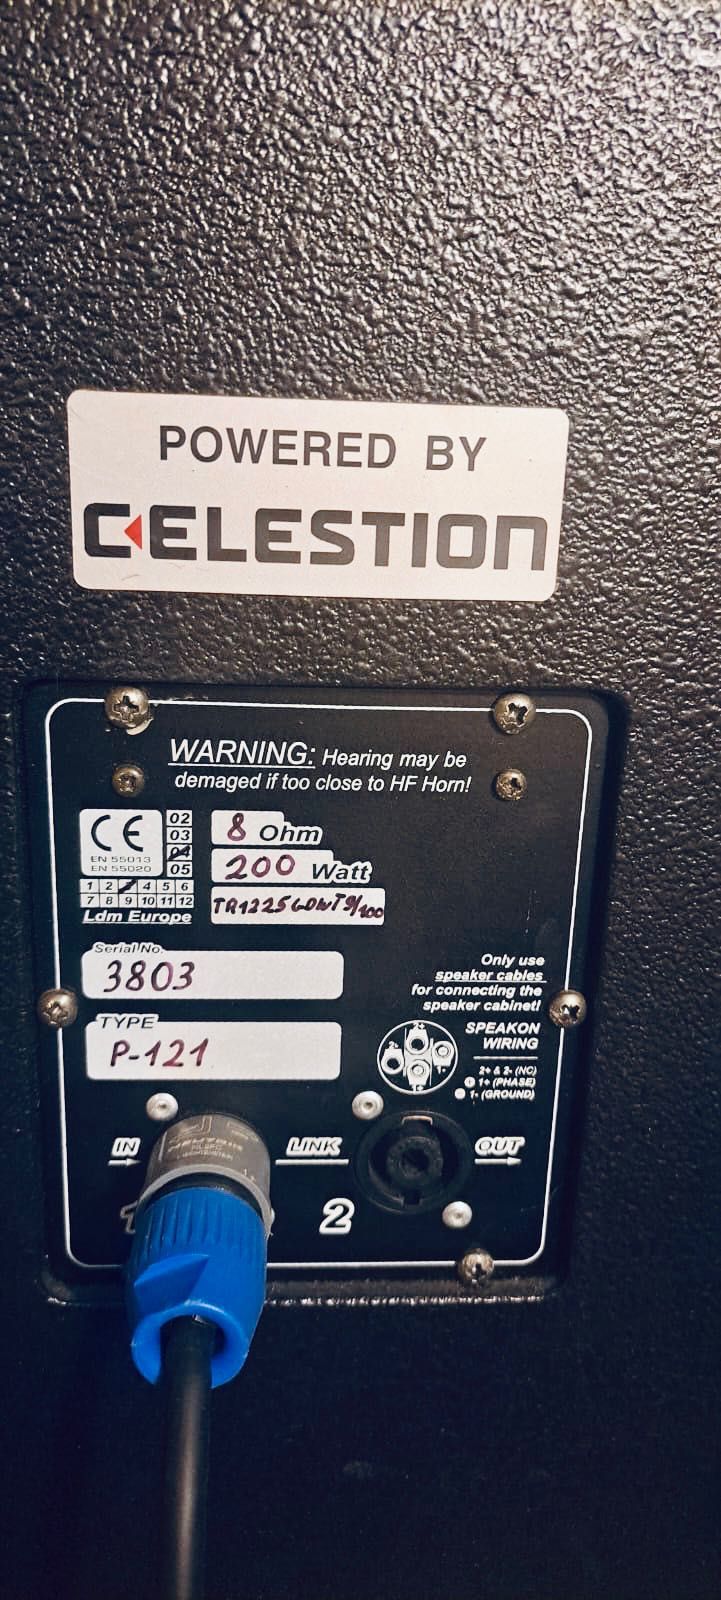 POWERED BY
CELESTION
WARNING: Hearing may be
demaged if too close to HF Horn!
CE
EN 55013
EN 55020
02
03
04
05
1 2 3 4 5 6
7 8 9 10 11 12
Ldm Europe
8 Ohm
200 Watt
Serial No.
3803
TYPE
P-121
Only use
speaker cables
for connecting the
speaker cabinet!
SPEAKON
WIRING
2+ & 2- (NC)
1+ (PHASE)
1- (GROUND)
IN
LINK
OUT
1
2